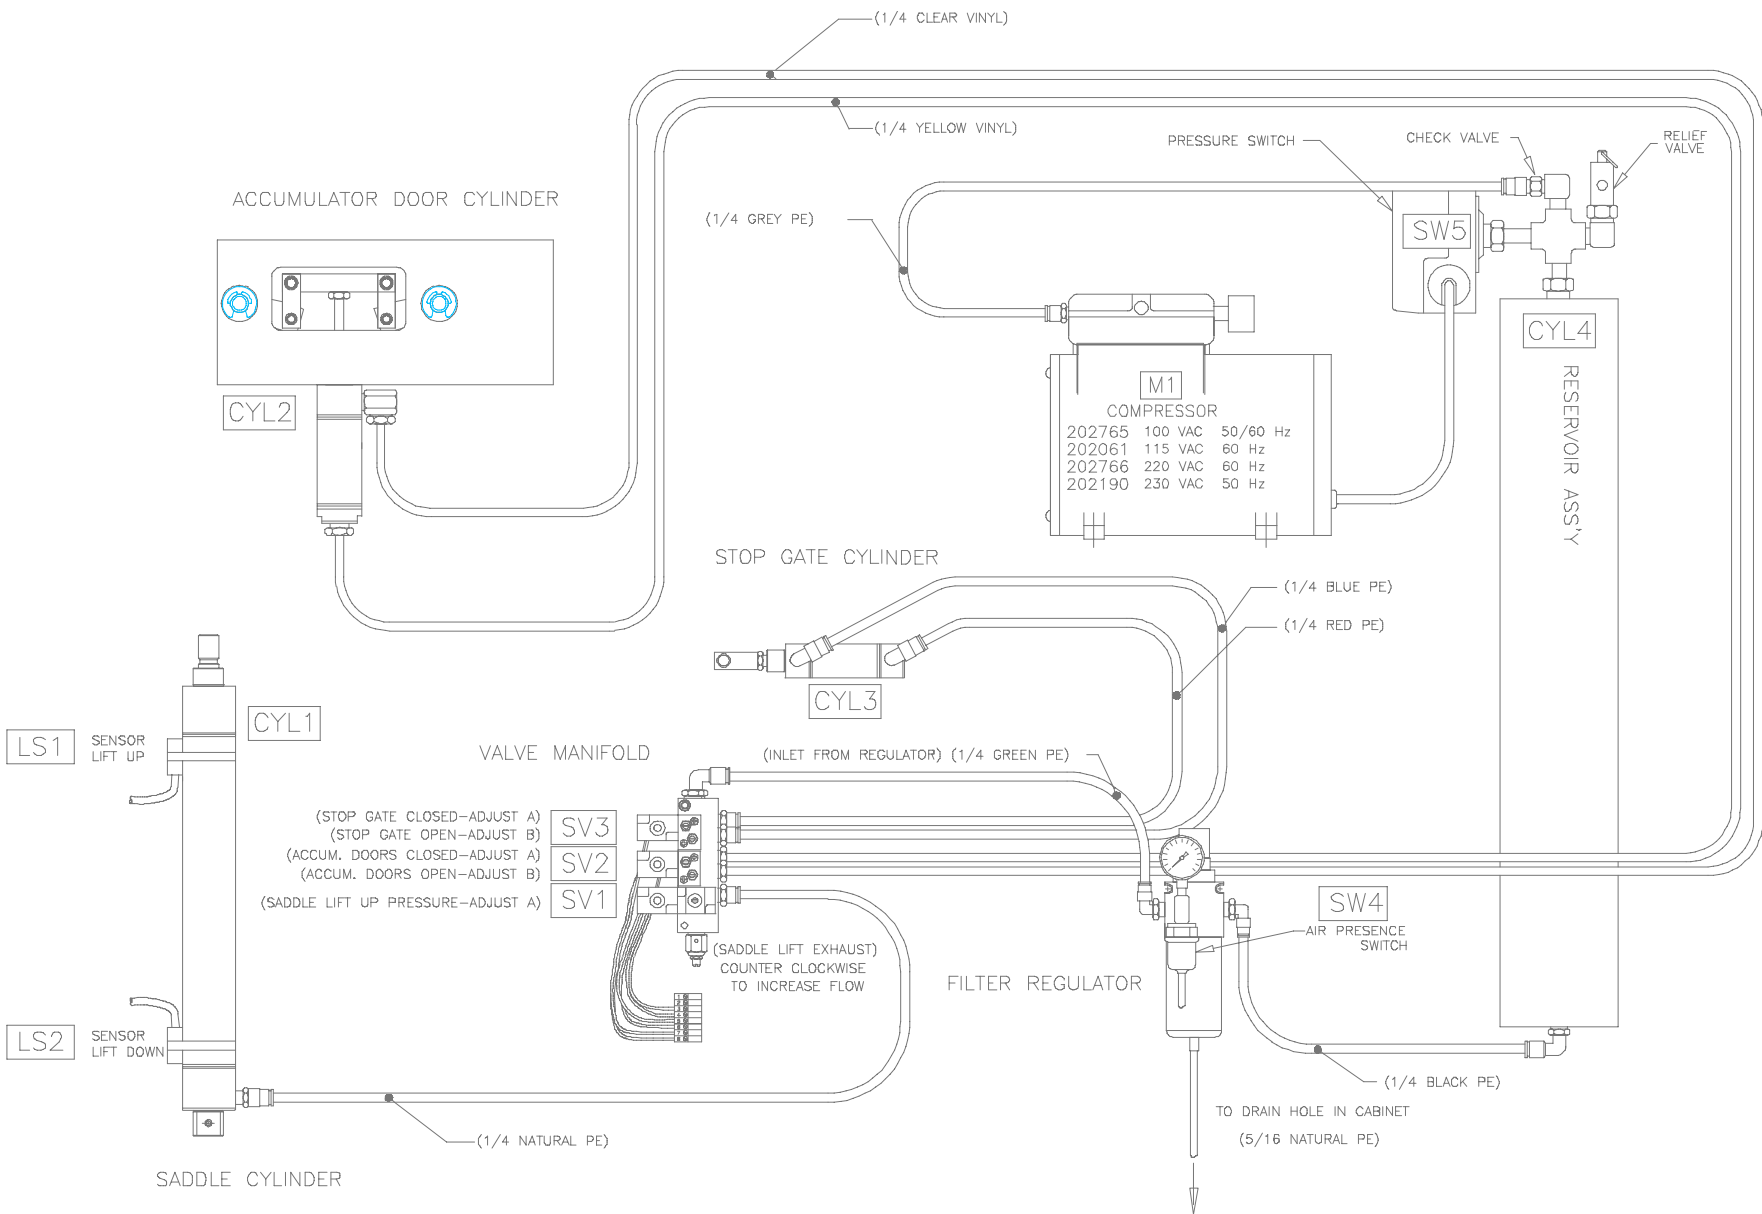 (1/4 CLEAR VINYL)
(1/4 YELLOW VINYL)
PRESSURE SWITCH
CHECK VALVE
RELIEF
VALVE
ACCUMULATOR DOOR CYLINDER
(1/4 GREY PE)
SW5
CYL4
RESERVOIR ASS'Y
CYL2
M1
COMPRESSOR
202765 100 VAC 50/60 Hz
202061 115 VAC 60 Hz
202766 220 VAC 60 Hz
202190 230 VAC 50 Hz
STOP GATE CYLINDER
(1/4 BLUE PE)
(1/4 RED PE)
CYL3
CYL1
LS1
SENSOR
LIFT UP
VALVE MANIFOLD
(INLET FROM REGULATOR) (1/4 GREEN PE)
(STOP GATE CLOSED-ADJUST A)
(STOP GATE OPEN-ADJUST B)
SV3
(ACCUM. DOORS CLOSED-ADJUST A)
(ACCUM. DOORS OPEN-ADJUST B)
SV2
(SADDLE LIFT UP PRESSURE-ADJUST A)
SV1
SW4
AIR PRESENCE
SWITCH
(SADDLE LIFT EXHAUST)
COUNTER CLOCKWISE
TO INCREASE FLOW
FILTER REGULATOR
LS2
SENSOR
LIFT DOWN
(1/4 BLACK PE)
TO DRAIN HOLE IN CABINET
(5/16 NATURAL PE)
(1/4 NATURAL PE)
SADDLE CYLINDER